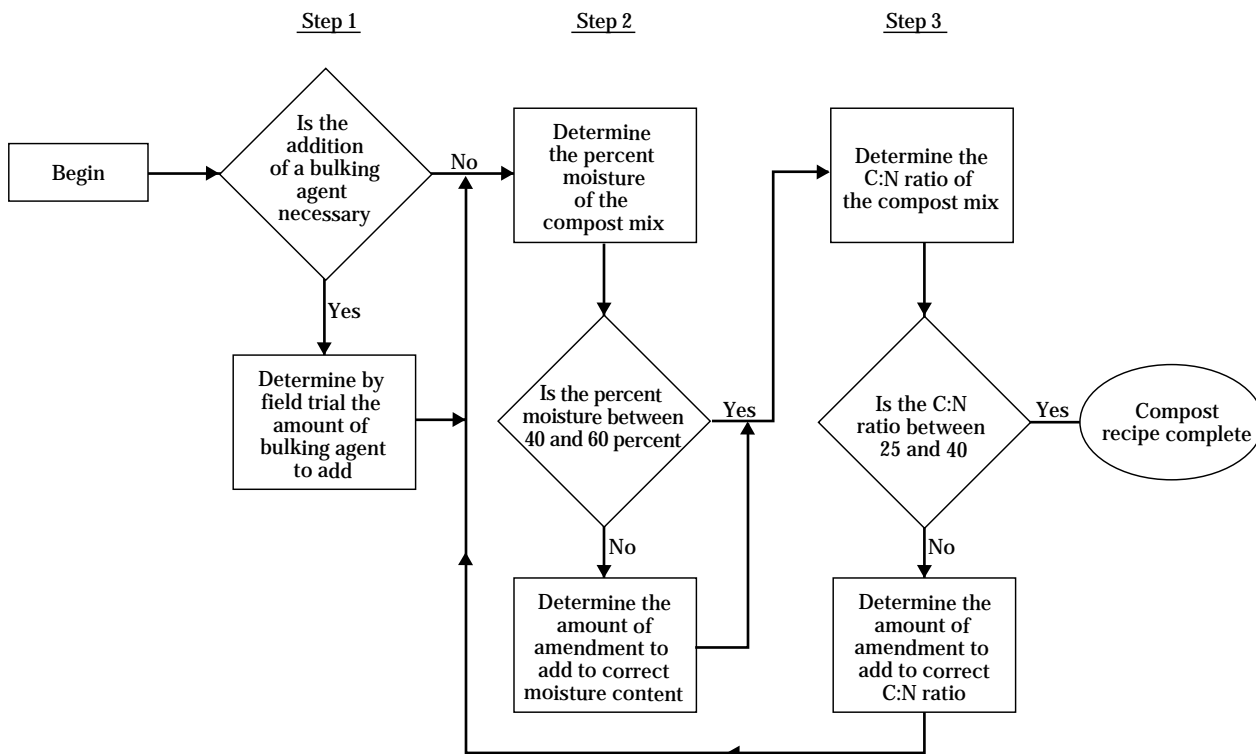 Step 1
Step 2
Step 3
Begin
Is the
addition
of a bulking
agent
necessary
No
Yes
Determine by
field trial the
amount of
bulking agent
to add
Determine
the percent
moisture
of the
compost mix
Is the percent
moisture between
40 and 60 percent
Yes
No
Determine the
amount of
amendment to
add to correct
moisture content
Determine the
C:N ratio of
the compost mix
Is the C:N
ratio between
25 and 40
Yes
No
Compost
recipe complete
Determine the
amount of
amendment to
add to correct
C:N ratio